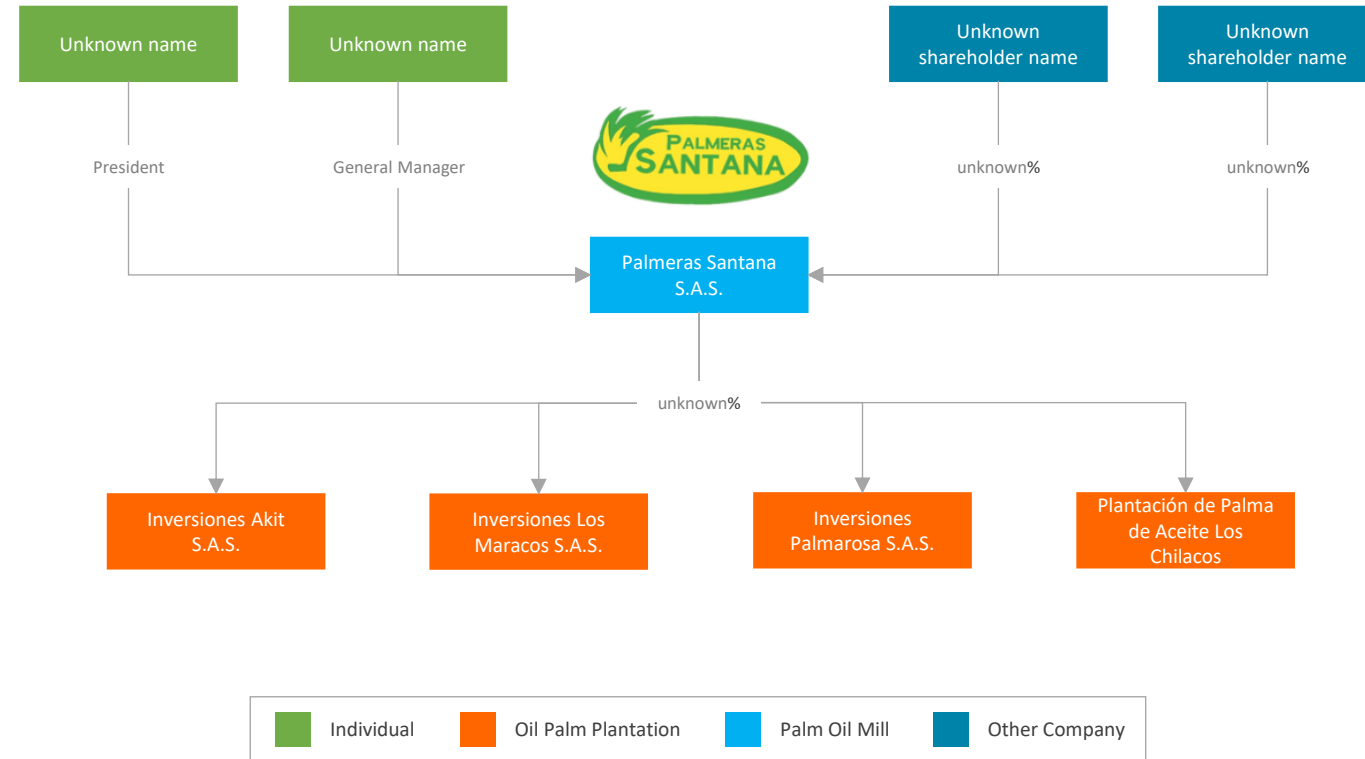 Unknown name
Unknown name
Unknown
shareholder name
Unknown
shareholder name
President
General Manager
PALMERAS
SANTANA
unknown%
unknown%
Palmeras Santana
S.A.S.
unknown%
Inversiones Akit
S.A.S.
Inversiones Los
Maracos S.A.S.
Inversiones
Palmarosa S.A.S.
Plantación de Palma
de Aceite Los
Chilacos
Individual
Oil Palm Plantation
Palm Oil Mill
Other Company